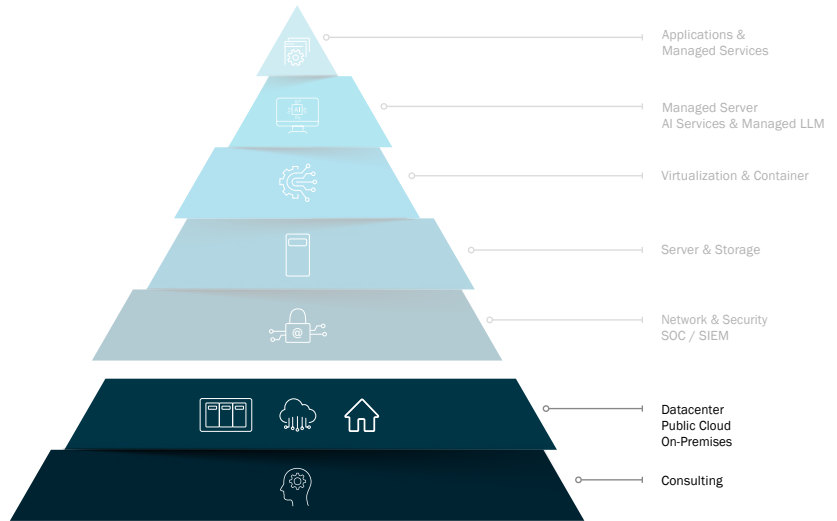 Applications &
Managed Services
AI
Managed Server
AI Services & Managed LLM
Virtualization & Container
Server & Storage
@
Network & Security
SOC / SIEM
Datacenter
Public Cloud
On-Premises
Consulting